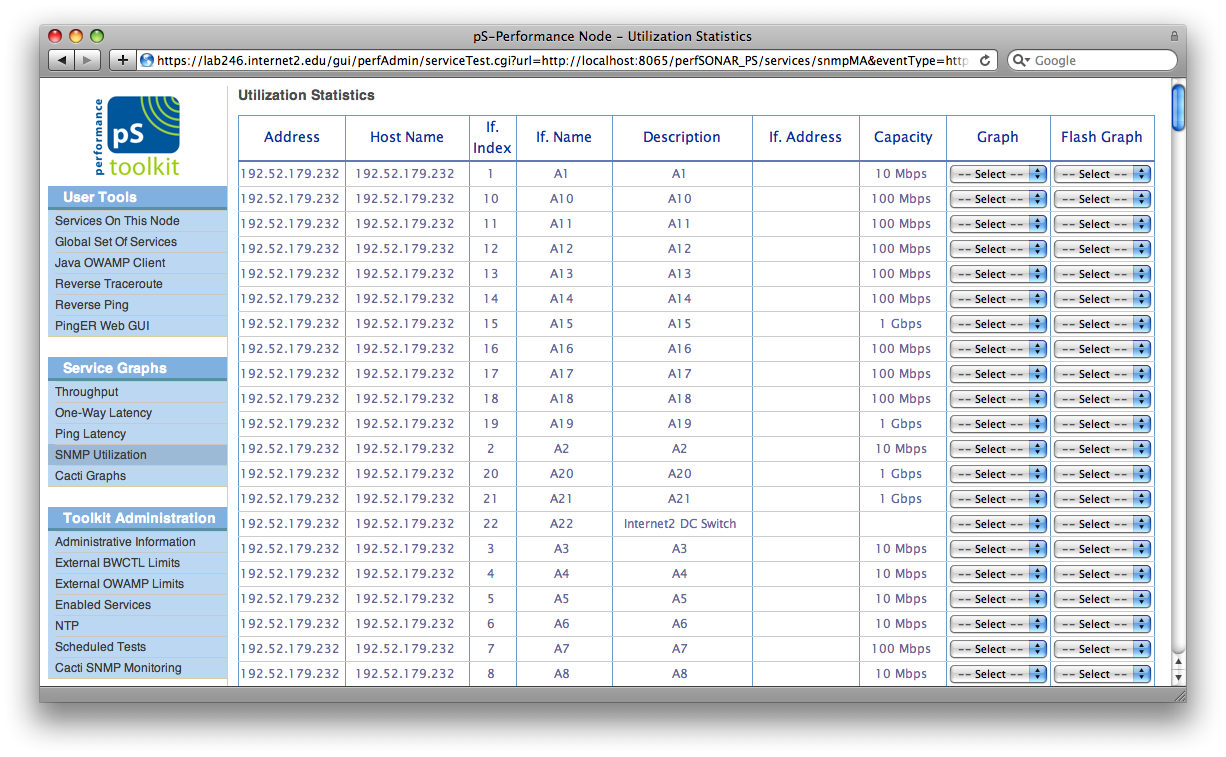 pS-Performance Node – Utilization Statistics
https://lab246.internet2.edu/gui/perfAdmin/serviceTest.cgi?url=http://localhost:8065/perfSONAR_PS/services/snmpMA&eventType=http
Google
performance
pS
toolkit
User Tools
Services On This Node
Global Set Of Services
Java OWAMP Client
Reverse Traceroute
Reverse Ping
PingER Web GUI
Service Graphs
Throughput
One-Way Latency
Ping Latency
SNMP Utilization
Cacti Graphs
Toolkit Administration
Administrative Information
External BWCTL Limits
External OWAMP Limits
Enabled Services
NTP
Scheduled Tests
Cacti SNMP Monitoring
Utilization Statistics
Address Host Name If. Index If. Name Description If. Address Capacity Graph Flash Graph
192.52.179.232 192.52.179.232 1 A1 A1 10 Mbps -- Select -- -- Select --
192.52.179.232 192.52.179.232 10 A10 A10 100 Mbps -- Select -- -- Select --
192.52.179.232 192.52.179.232 11 A11 A11 100 Mbps -- Select -- -- Select --
192.52.179.232 192.52.179.232 12 A12 A12 100 Mbps -- Select -- -- Select --
192.52.179.232 192.52.179.232 13 A13 A13 100 Mbps -- Select -- -- Select --
192.52.179.232 192.52.179.232 14 A14 A14 100 Mbps -- Select -- -- Select --
192.52.179.232 192.52.179.232 15 A15 A15 1 Gbps -- Select -- -- Select --
192.52.179.232 192.52.179.232 16 A16 A16 100 Mbps -- Select -- -- Select --
192.52.179.232 192.52.179.232 17 A17 A17 100 Mbps -- Select -- -- Select --
192.52.179.232 192.52.179.232 18 A18 A18 100 Mbps -- Select -- -- Select --
192.52.179.232 192.52.179.232 19 A19 A19 1 Gbps -- Select -- -- Select --
192.52.179.232 192.52.179.232 2 A2 A2 10 Mbps -- Select -- -- Select --
192.52.179.232 192.52.179.232 20 A20 A20 1 Gbps -- Select -- -- Select --
192.52.179.232 192.52.179.232 21 A21 A21 1 Gbps -- Select -- -- Select --
192.52.179.232 192.52.179.232 22 A22 Internet2 DC Switch -- Select -- -- Select --
192.52.179.232 192.52.179.232 3 A3 A3 10 Mbps -- Select -- -- Select --
192.52.179.232 192.52.179.232 4 A4 A4 10 Mbps -- Select -- -- Select --
192.52.179.232 192.52.179.232 5 A5 A5 10 Mbps -- Select -- -- Select --
192.52.179.232 192.52.179.232 6 A6 A6 10 Mbps -- Select -- -- Select --
192.52.179.232 192.52.179.232 7 A7 A7 100 Mbps -- Select -- -- Select --
192.52.179.232 192.52.179.232 8 A8 A8 10 Mbps -- Select -- -- Select --